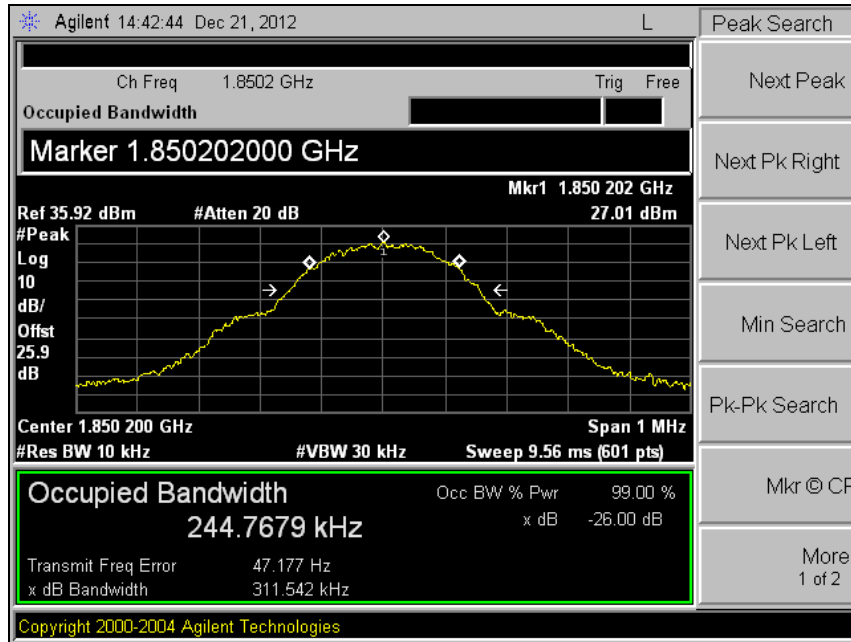 Agilent 14:42:44 Dec 21, 2012 L
Peak Search
Ch Freq 1.8502 GHz Trig Free
Occupied Bandwidth
Marker 1.850202000 GHz
Mkr1 1.850 202 GHz
Ref 35.92 dBm #Atten 20 dB 27.01 dBm
#Peak
Log
10
dB/
Offst
25.9
dB
1
Center 1.850 200 GHz Span 1 MHz
#Res BW 10 kHz #VBW 30 kHz Sweep 9.56 ms (601 pts)
Occupied Bandwidth
244.7679 kHz
Occ BW % Pwr 99.00 %
x dB -26.00 dB
Transmit Freq Error 47.177 Hz
x dB Bandwidth 311.542 kHz
Copyright 2000-2004 Agilent Technologies
Next Peak
Next Pk Right
Next Pk Left
Min Search
Pk-Pk Search
Mkr © CF
More
1 of 2